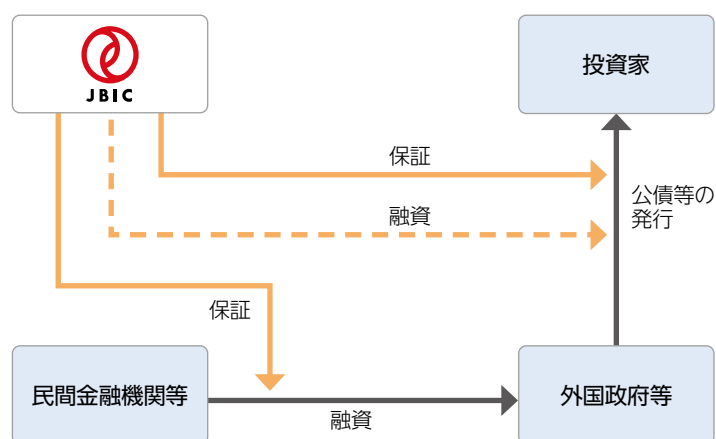 JBIC
投資家
保証
公債等の
発行
融資
保証
民間金融機関等
融資
外国政府等